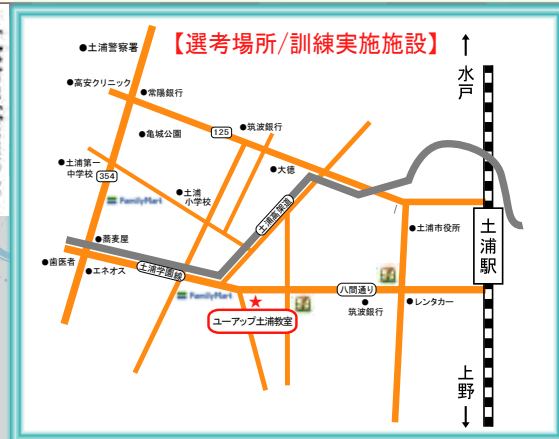 【選考場所/訓練実施施設】
水戸
●土浦警察署
●高安クリニック
●常陽銀行
●亀城公園
125
●筑波銀行
●大徳
●土浦第一
中学校
354
●土浦
小学校
FamilyMart
土浦高架道
●土浦市役所
土浦駅
●蕎麦屋
●歯医者
●エネオス
土浦学園線
FamilyMart
八間通り
●
筑波銀行
●レンタカー
★
ユーアップ土浦教室
上野